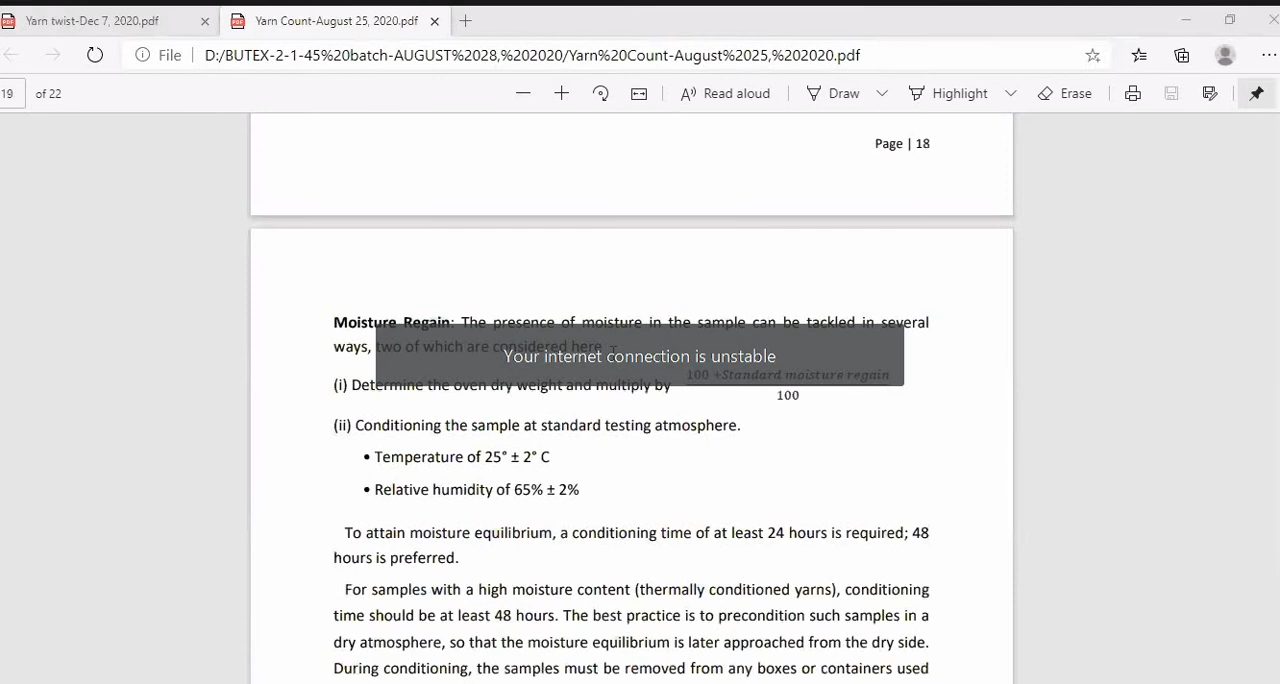 Yarn twist-Dec 7, 2020.pdf
Yarn Count-August 25, 2020.pdf
File
D:/BUTEX-2-1-45%20batch-AUGUST%2028,%202020/Yarn%20Count-August%2025,%202020.pdf
19 of 22
Read aloud
Draw
Highlight
Erase
Page | 18
Moisture Regain: The presence of moisture in the sample can be tackled in several
ways, two of which are considered here.
Your internet connection is unstable
(i) Determine the oven dry weight and multiply by 100 +Standard moisture regain
100
(ii) Conditioning the sample at standard testing atmosphere.
• Temperature of 25° ± 2° C
• Relative humidity of 65% ± 2%
To attain moisture equilibrium, a conditioning time of at least 24 hours is required; 48
hours is preferred.
For samples with a high moisture content (thermally conditioned yarns), conditioning
time should be at least 48 hours. The best practice is to precondition such samples in a
dry atmosphere, so that the moisture equilibrium is later approached from the dry side.
During conditioning, the samples must be removed from any boxes or containers used